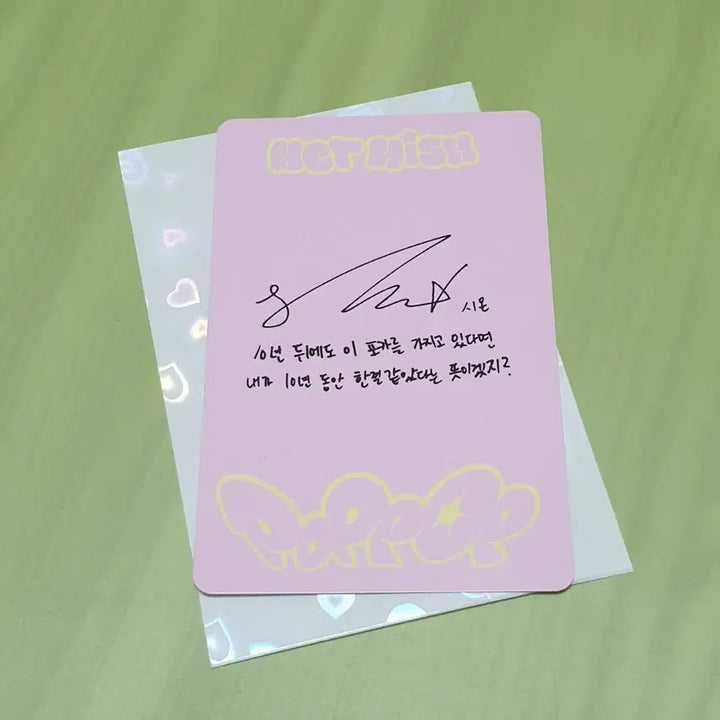 NCT WISH
시온
10년 뒤에도 이 포카를 가지고 있다면
내가 10년 동안 한결같았다는 뜻이겠지?
poppop